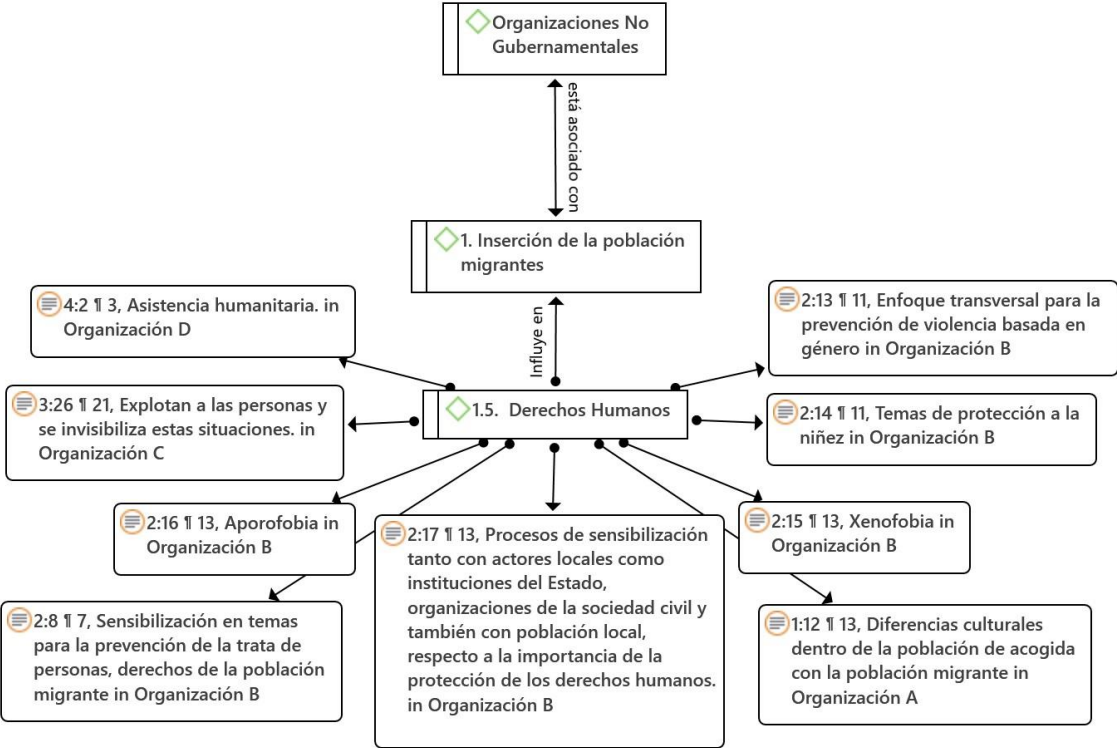 Organizaciones No
Gubernamentales
está asociado con
1. Inserción de la población
migrantes
Influye en
4:2 ¶ 3, Asistencia humanitaria. in
Organización D
2:13 ¶ 11, Enfoque transversal para la
prevención de violencia basada en
género in Organización B
3:26 ¶ 21, Explotan a las personas y
se invisibiliza estas situaciones. in
Organización C
1.5. Derechos Humanos
2:14 ¶ 11, Temas de protección a la
niñez in Organización B
2:16 ¶ 13, Aporofobia in
Organización B
2:17 ¶ 13, Procesos de sensibilización
tanto con actores locales como
instituciones del Estado,
organizaciones de la sociedad civil y
también con población local,
respecto a la importancia de la
protección de los derechos humanos.
in Organización B
2:15 ¶ 13, Xenofobia in
Organización B
2:8 ¶ 7, Sensibilización en temas
para la prevención de la trata de
personas, derechos de la población
migrante in Organización B
1:12 ¶ 13, Diferencias culturales
dentro de la población de acogida
con la población migrante in
Organización A